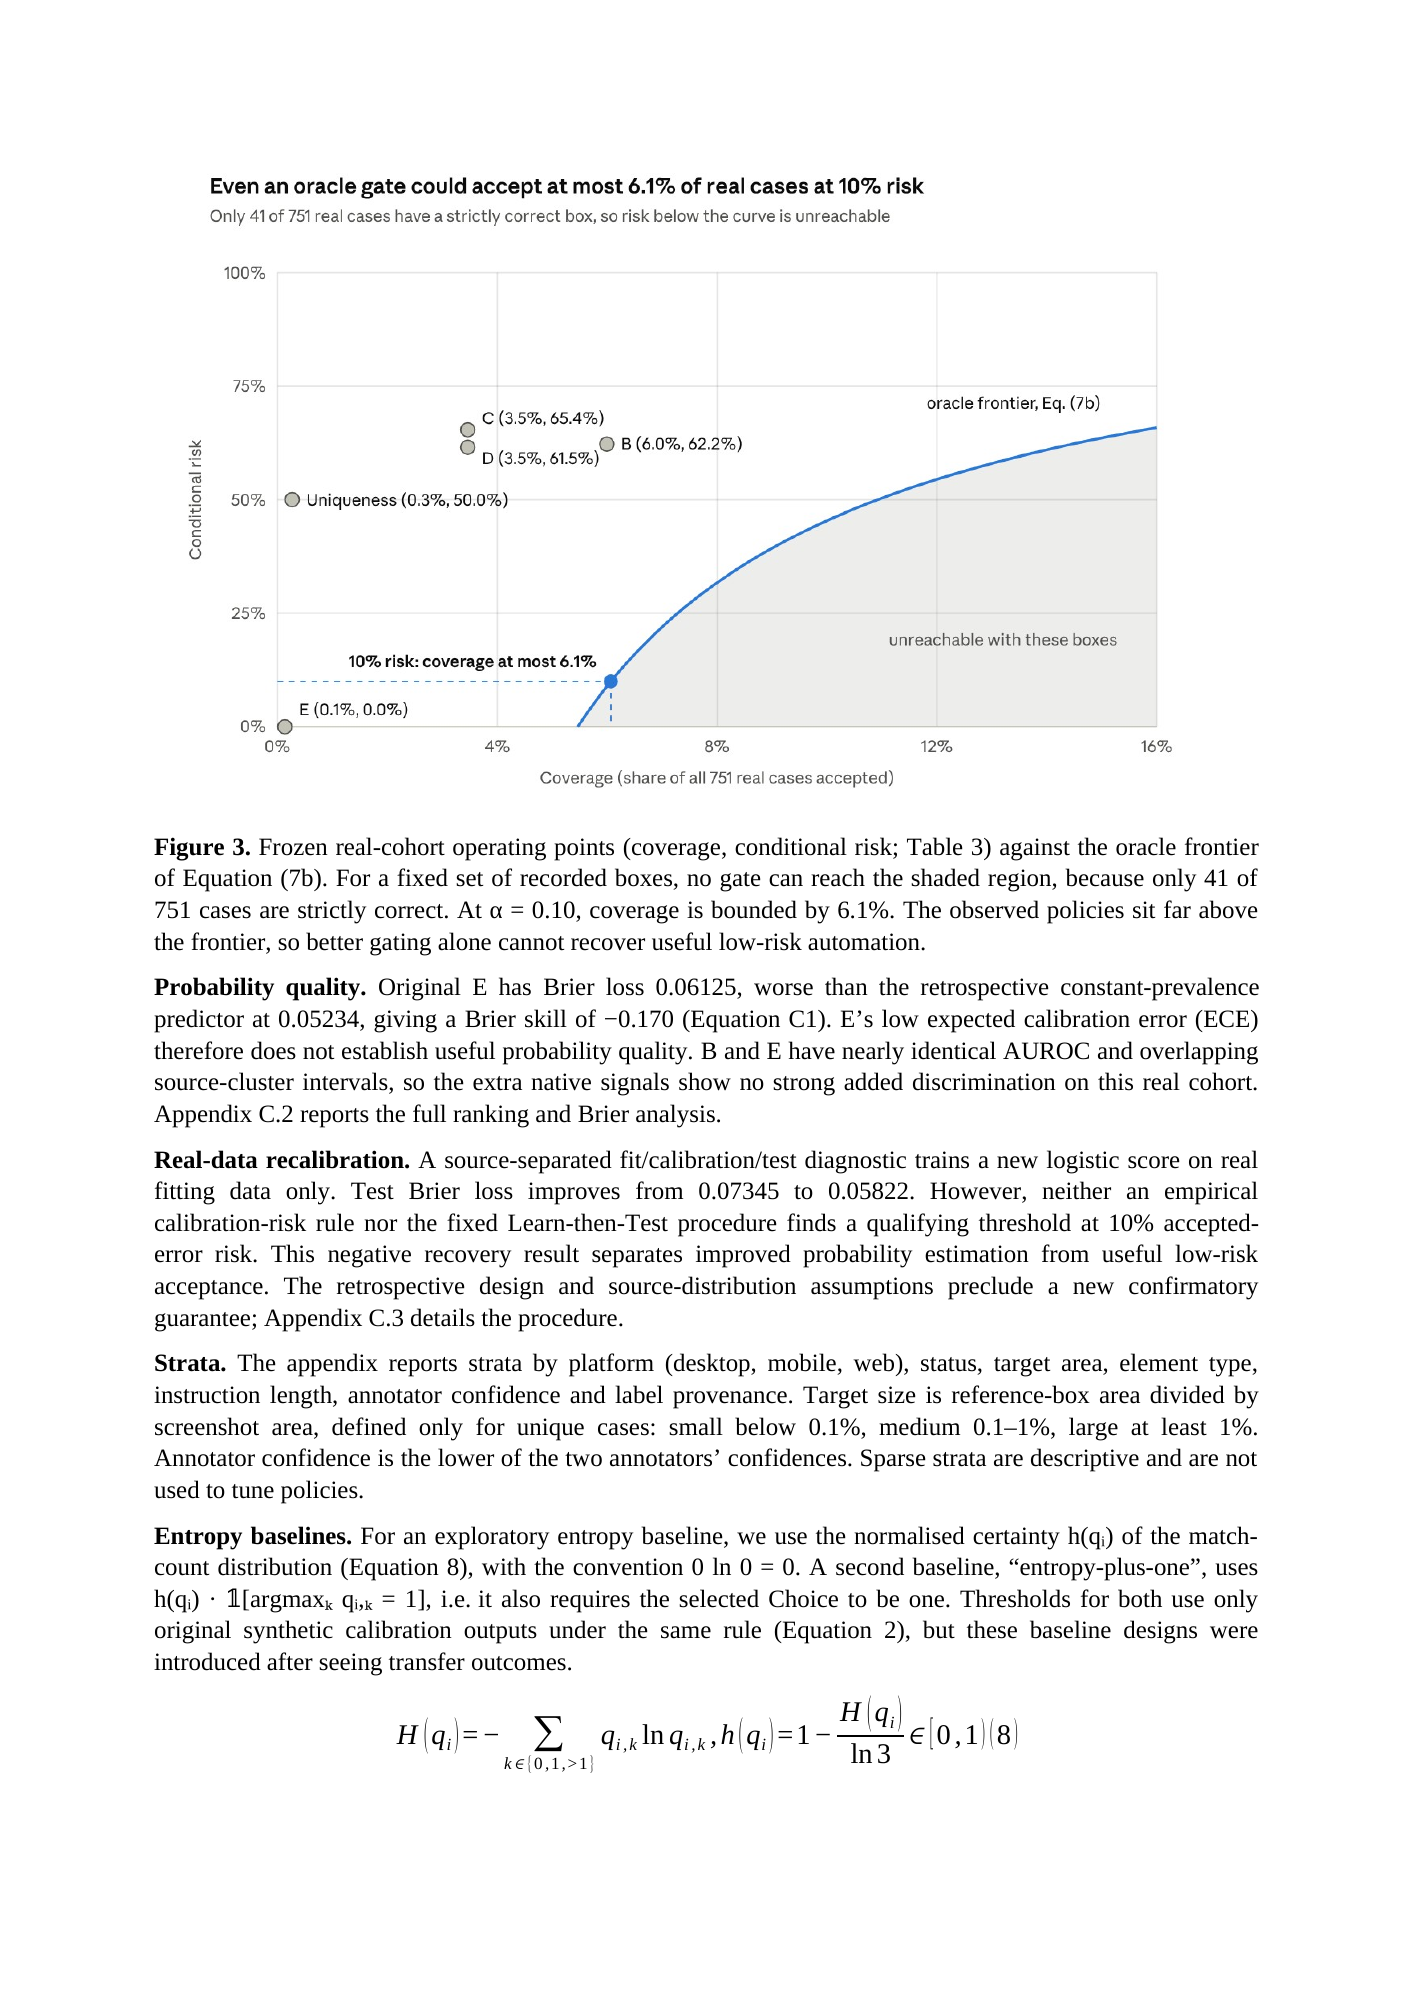 Even an oracle gate could accept at most 6.1% of real cases at 10% risk
Only 41 of 751 real cases have a strictly correct box, so risk below the curve is unreachable
100%
75%
50%
25%
0%
Conditional risk
oracle frontier, Eq. (7b)
C (3.5%, 65.4%)
D (3.5%, 61.5%)
B (6.0%, 62.2%)
Uniqueness (0.3%, 50.0%)
unreachable with these boxes
10% risk: coverage at most 6.1%
E (0.1%, 0.0%)
0%
4%
8%
12%
16%
Coverage (share of all 751 real cases accepted)
Figure 3. Frozen real-cohort operating points (coverage, conditional risk; Table 3) against the oracle frontier
of Equation (7b). For a fixed set of recorded boxes, no gate can reach the shaded region, because only 41 of
751 cases are strictly correct. At α = 0.10, coverage is bounded by 6.1%. The observed policies sit far above
the frontier, so better gating alone cannot recover useful low-risk automation.
Probability quality. Original E has Brier loss 0.06125, worse than the retrospective constant-prevalence
predictor at 0.05234, giving a Brier skill of −0.170 (Equation C1). E’s low expected calibration error (ECE)
therefore does not establish useful probability quality. B and E have nearly identical AUROC and overlapping
source-cluster intervals, so the extra native signals show no strong added discrimination on this real cohort.
Appendix C.2 reports the full ranking and Brier analysis.
Real-data recalibration. A source-separated fit/calibration/test diagnostic trains a new logistic score on real
fitting data only. Test Brier loss improves from 0.07345 to 0.05822. However, neither an empirical
calibration-risk rule nor the fixed Learn-then-Test procedure finds a qualifying threshold at 10% accepted-
error risk. This negative recovery result separates improved probability estimation from useful low-risk
acceptance. The retrospective design and source-distribution assumptions preclude a new confirmatory
guarantee; Appendix C.3 details the procedure.
Strata. The appendix reports strata by platform (desktop, mobile, web), status, target area, element type,
instruction length, annotator confidence and label provenance. Target size is reference-box area divided by
screenshot area, defined only for unique cases: small below 0.1%, medium 0.1–1%, large at least 1%.
Annotator confidence is the lower of the two annotators’ confidences. Sparse strata are descriptive and are not
used to tune policies.
Entropy baselines. For an exploratory entropy baseline, we use the normalised certainty h(qᵢ) of the match-
count distribution (Equation 8), with the convention 0 ln 0 = 0. A second baseline, “entropy-plus-one”, uses
h(qᵢ) · 𝟙[argmaxₖ qᵢ,ₖ = 1], i.e. it also requires the selected Choice to be one. Thresholds for both use only
original synthetic calibration outputs under the same rule (Equation 2), but these baseline designs were
introduced after seeing transfer outcomes.
H(qᵢ)=− ∑ k∈{0,1,>1} qᵢ,ₖ ln qᵢ,ₖ , h(qᵢ)=1− H(qᵢ)/ln 3 ∈[0,1)(8)